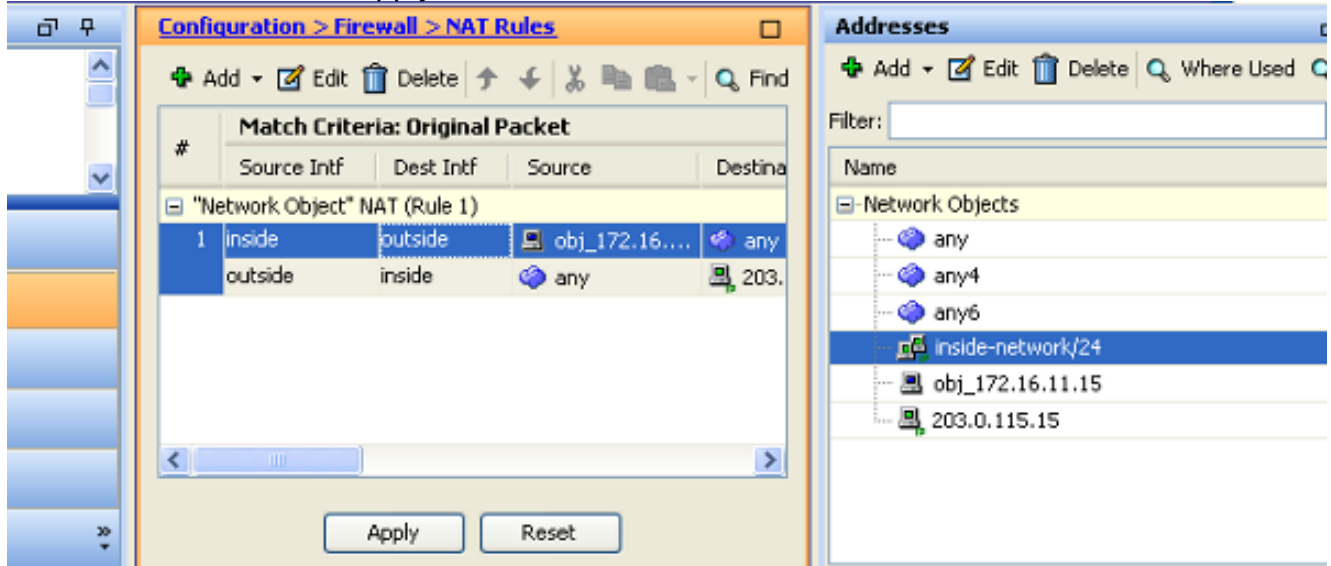 Configuration > Firewall > NAT Rules
Add Edit Delete Find
# Match Criteria: Original Packet
Source Intf Dest Intf Source Destina
"Network Object" NAT (Rule 1)
1 inside outside obj_172.16.... any
outside inside any 203.
Apply Reset
Addresses
Add Edit Delete Where Used
Filter:
Name
Network Objects
any
any4
any6
inside-network/24
obj_172.16.11.15
203.0.115.15